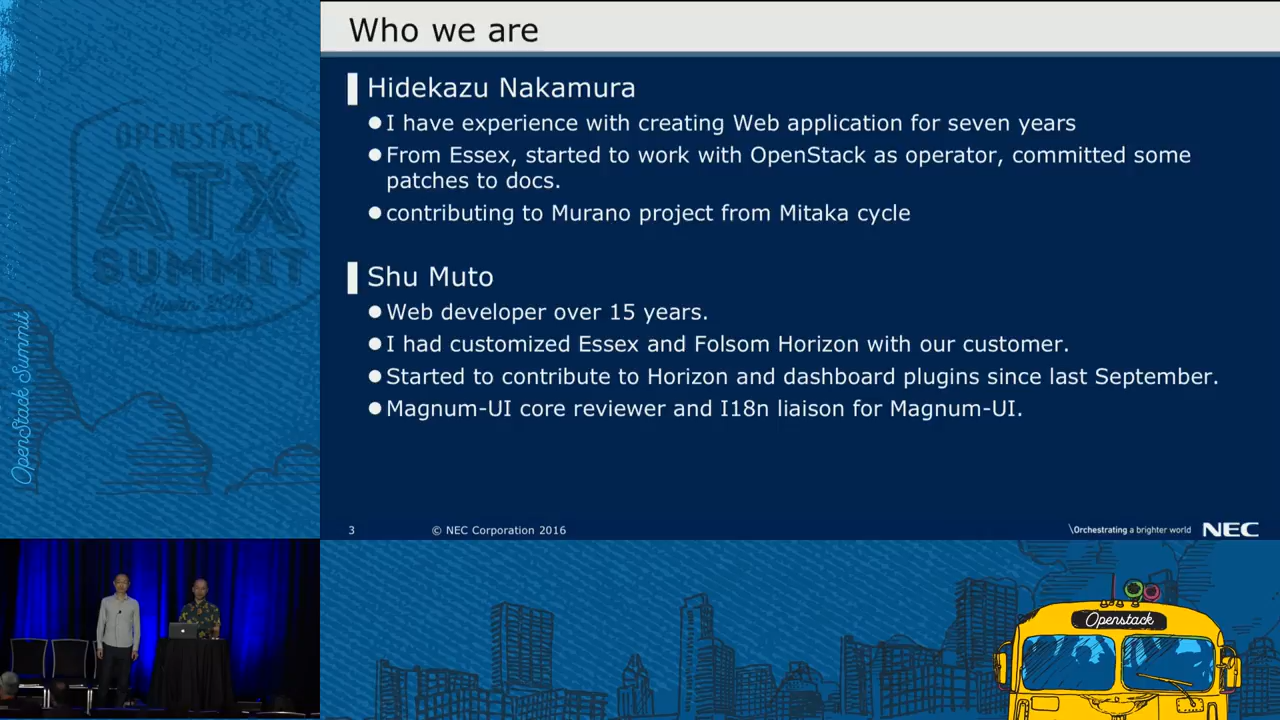 Who we are
Hidekazu Nakamura
●I have experience with creating Web application for seven years
●From Essex, started to work with OpenStack as operator, committed some
patches to docs.
●contributing to Murano project from Mitaka cycle
Shu Muto
●Web developer over 15 years.
●I had customized Essex and Folsom Horizon with our customer.
●Started to contribute to Horizon and dashboard plugins since last September.
●Magnum-UI core reviewer and I18n liaison for Magnum-UI.
3
© NEC Corporation 2016
\Orchestrating a brighter world
NEC
OPENSTACK
ATX
SUMMIT
Austin 2016
OpenStack Summit
Openstack